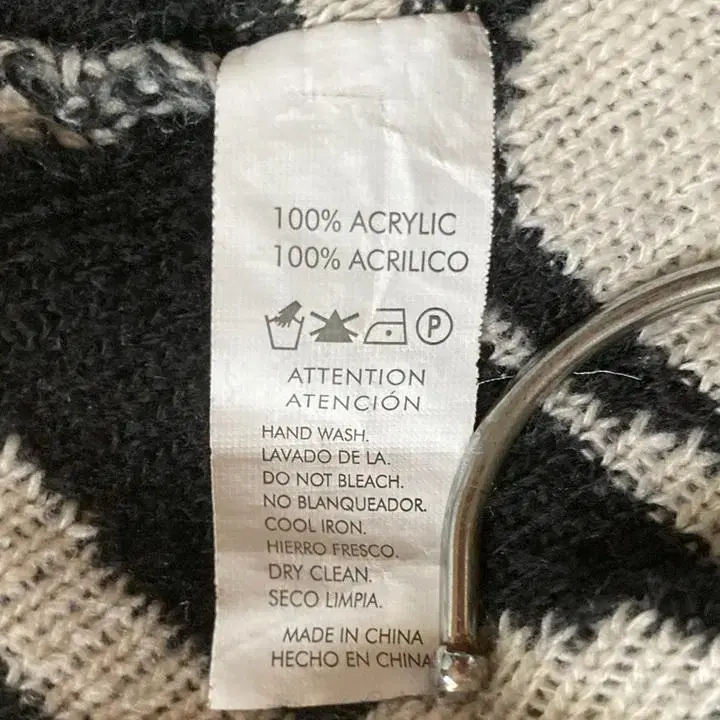 100% ACRYLIC
100% ACRILICO
P
ATTENTION
ATENCIÓN
HAND WASH.
LAVADO DE LA.
DO NOT BLEACH.
NO BLANQUEADOR.
COOL IRON.
HIERRO FRESCO.
DRY CLEAN.
SECO LIMPIA.
MADE IN CHINA
HECHO EN CHINA